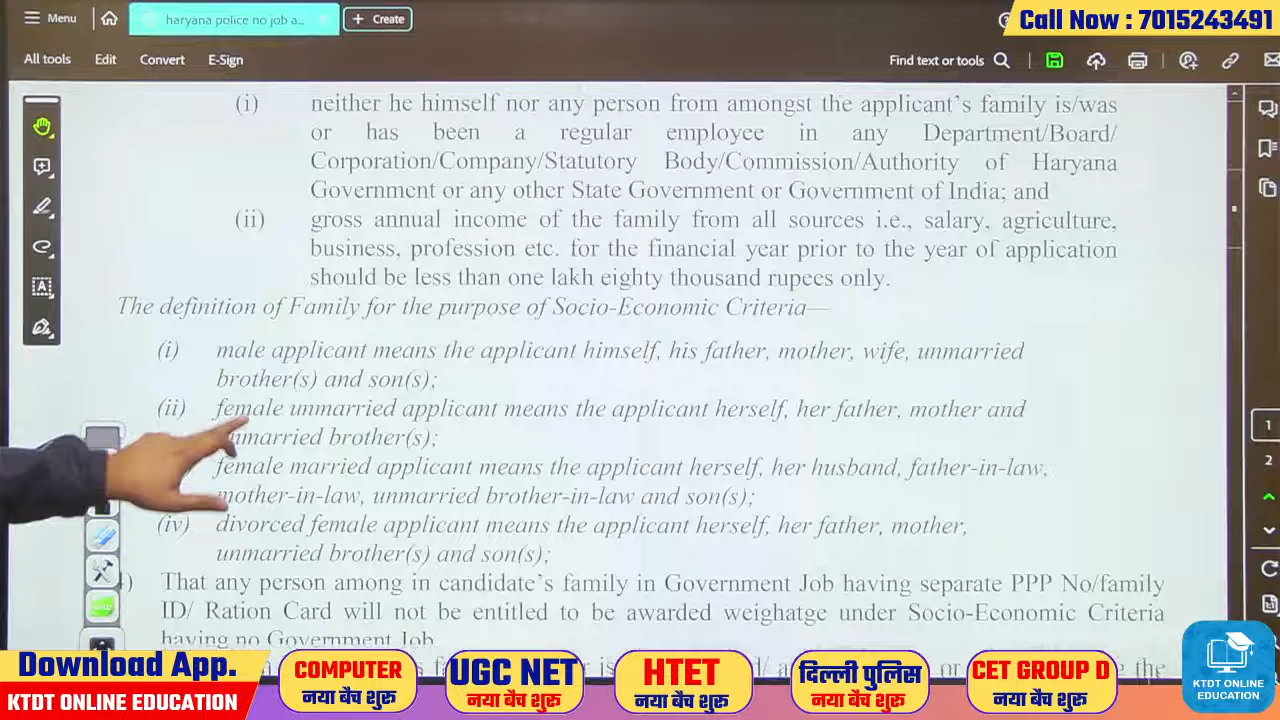 Menu
haryana police no job a...
+ Create
Call Now : 7015243491
All tools Edit Convert E-Sign
Find text or tools
(i) neither he himself nor any person from amongst the applicant's family is/was
or has been a regular employee in any Department/Board/
Corporation/Company/Statutory Body/Commission/Authority of Haryana
Government or any other State Government or Government of India; and
(ii) gross annual income of the family from all sources i.e., salary, agriculture,
business, profession etc. for the financial year prior to the year of application
should be less than one lakh eighty thousand rupees only.
The definition of Family for the purpose of Socio-Economic Criteria—
(i) male applicant means the applicant himself, his father, mother, wife, unmarried
brother(s) and son(s);
(ii) female unmarried applicant means the applicant herself, her father, mother and
unmarried brother(s);
female married applicant means the applicant herself, her husband, father-in-law,
mother-in-law, unmarried brother-in-law and son(s);
(iv) divorced female applicant means the applicant herself, her father, mother,
unmarried brother(s) and son(s);
That any person among in candidate's family in Government Job having separate PPP No/family
ID/ Ration Card will not be entitled to be awarded weighatge under Socio-Economic Criteria
having no Government Job.
1
2
Download App.
KTDT ONLINE EDUCATION
COMPUTER
नया बैच शुरू
UGC NET
नया बैच शुरू
HTET
नया बैच शुरू
दिल्ली पुलिस
नया बैच शुरू
CET GROUP D
नया बैच शुरू
KTDT ONLINE
EDUCATION